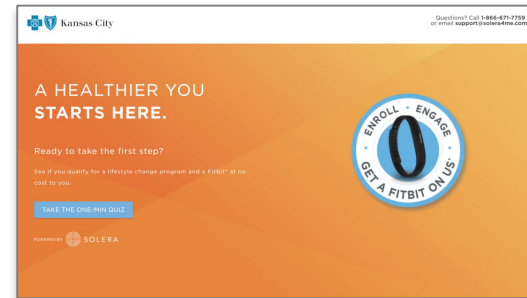 Kansas City
Questions? Call 1-866-671-7759
or email support@solera4me.com
A HEALTHIER YOU
STARTS HERE.
Ready to take the first step?
See if you qualify for a lifestyle change program and a Fitbit® at no
cost to you.
TAKE THE ONE-MIN QUIZ
POWERED BY SOLERA
ENROLL · ENGAGE
· GET A FITBIT ON US* ·